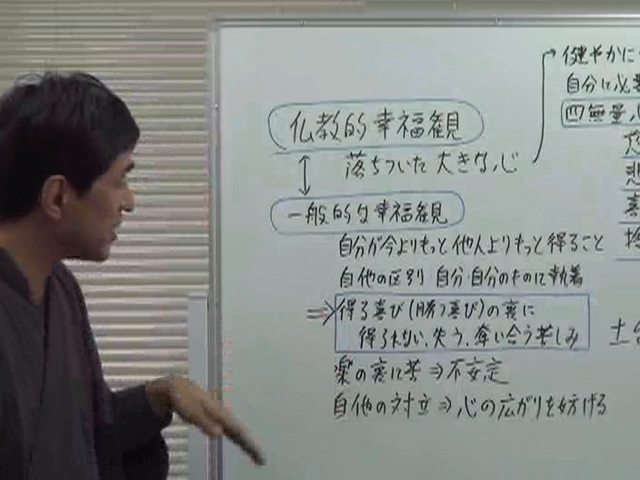 仏教的幸福観
落ちついた大きな心
一般的な幸福観
自分が今よりもっと他人よりもっと得ること
自他の区別 自分・自分のものに執着
⇒得る喜び(勝つ喜び)の裏に
得られない、失う、奪い合う苦しみ
楽の裏に苦⇒不安定
自他の対立⇒心の広がりを妨げる
健やかに
自分に必要
四無量心
悲
喜
捨